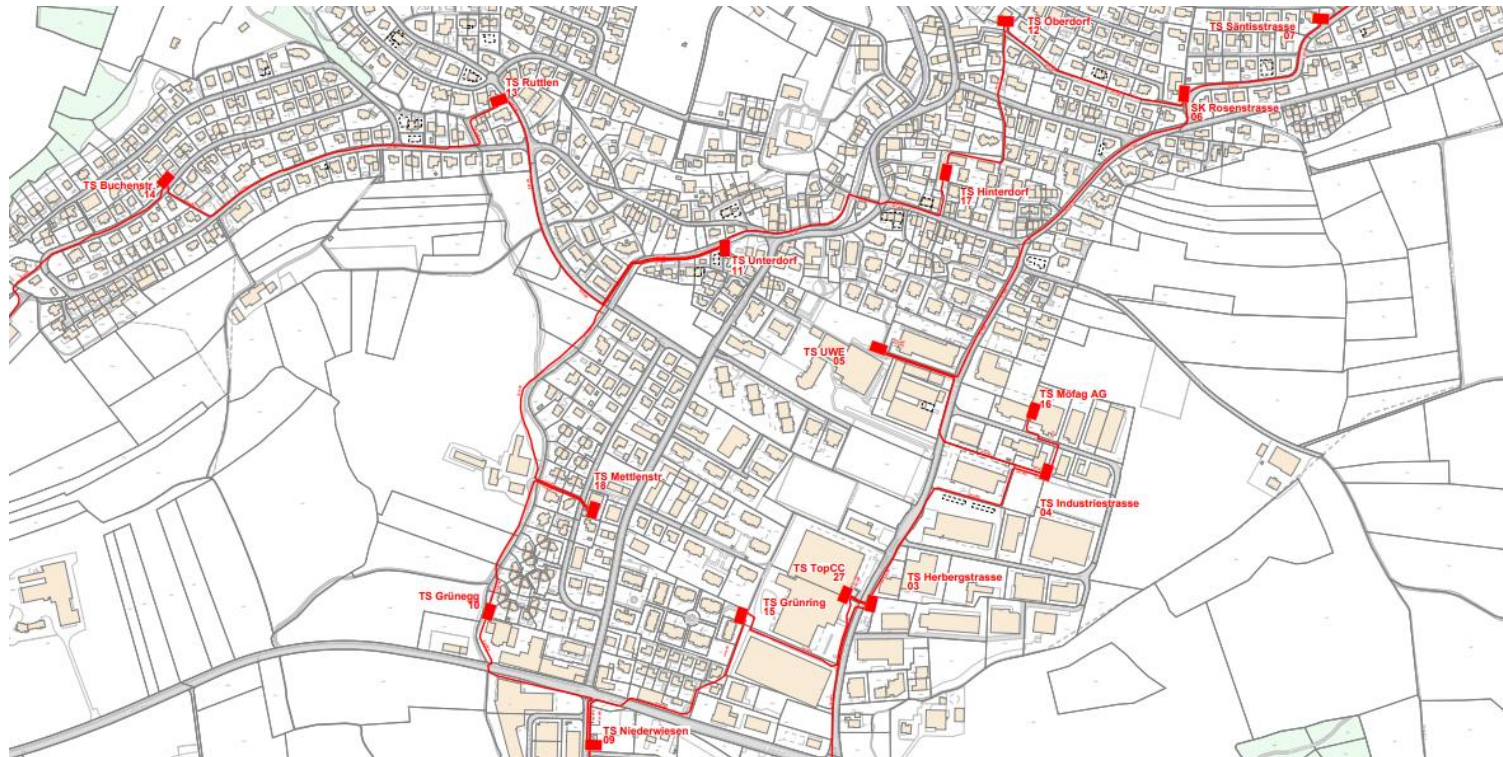 TS Oberdorf
12
TS Säntisstrasse
07
TS Ruttlen
13
SK Rosenstrasse
06
TS Buchenstr.
14
TS Hinterdorf
17
TS Unterdorf
11
TS UWE
05
TS Möfag AG
16
TS Mettlenstr.
18
TS Industriestrasse
04
TS TopCC
27
TS Herbergstrasse
03
TS Grünegg
10
TS Grünring
15
TS Niederwiesen
09